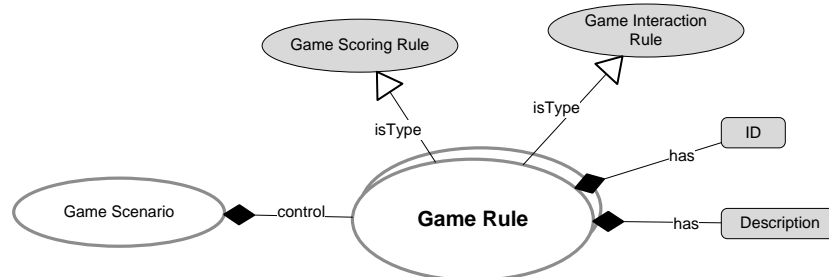 Game Scoring Rule
Game Interaction
Rule
isType
isType
ID
has
Game Scenario
control
Game Rule
has
Description